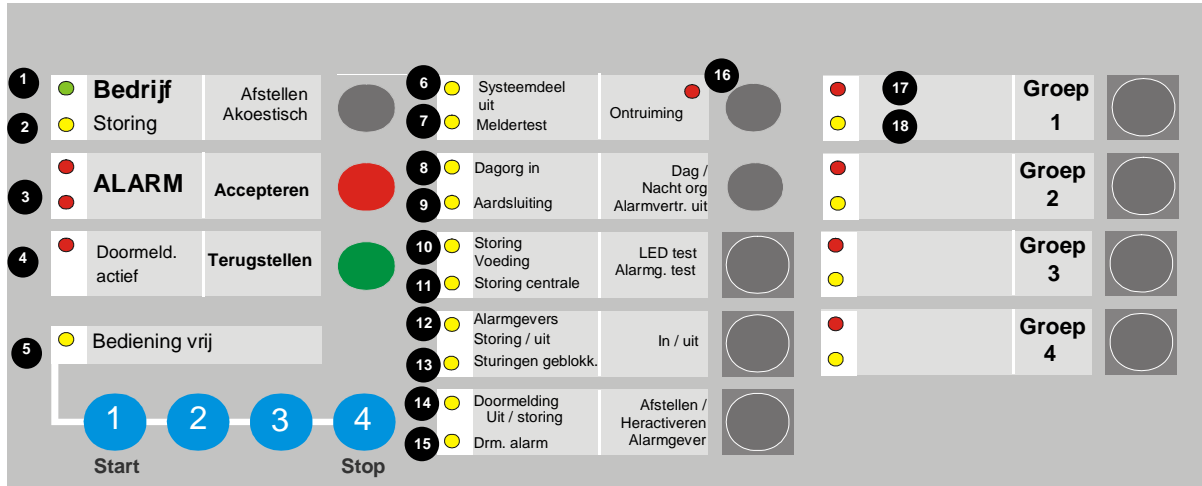 1
Bedrijf
Afstellen
Akoestisch
2
Storing
3
ALARM
Accepteren
4
Doormeld.
actief
Terugstellen
5
Bediening vrij
1
2
3
4
Start
Stop
6
Systeemdeel
uit
7
Meldertest
16
Ontruiming
8
Dagorg in
9
Aardsluiting
Dag /
Nacht org
Alarmvertr. uit
10
Storing
Voeding
11
Storing centrale
LED test
Alarmg. test
12
Alarmgevers
Storing / uit
13
Sturingen geblokk.
In / uit
14
Doormelding
Uit / storing
15
Drm. alarm
Afstellen /
Heractiveren
Alarmgever
17
18
Groep
1
Groep
2
Groep
3
Groep
4